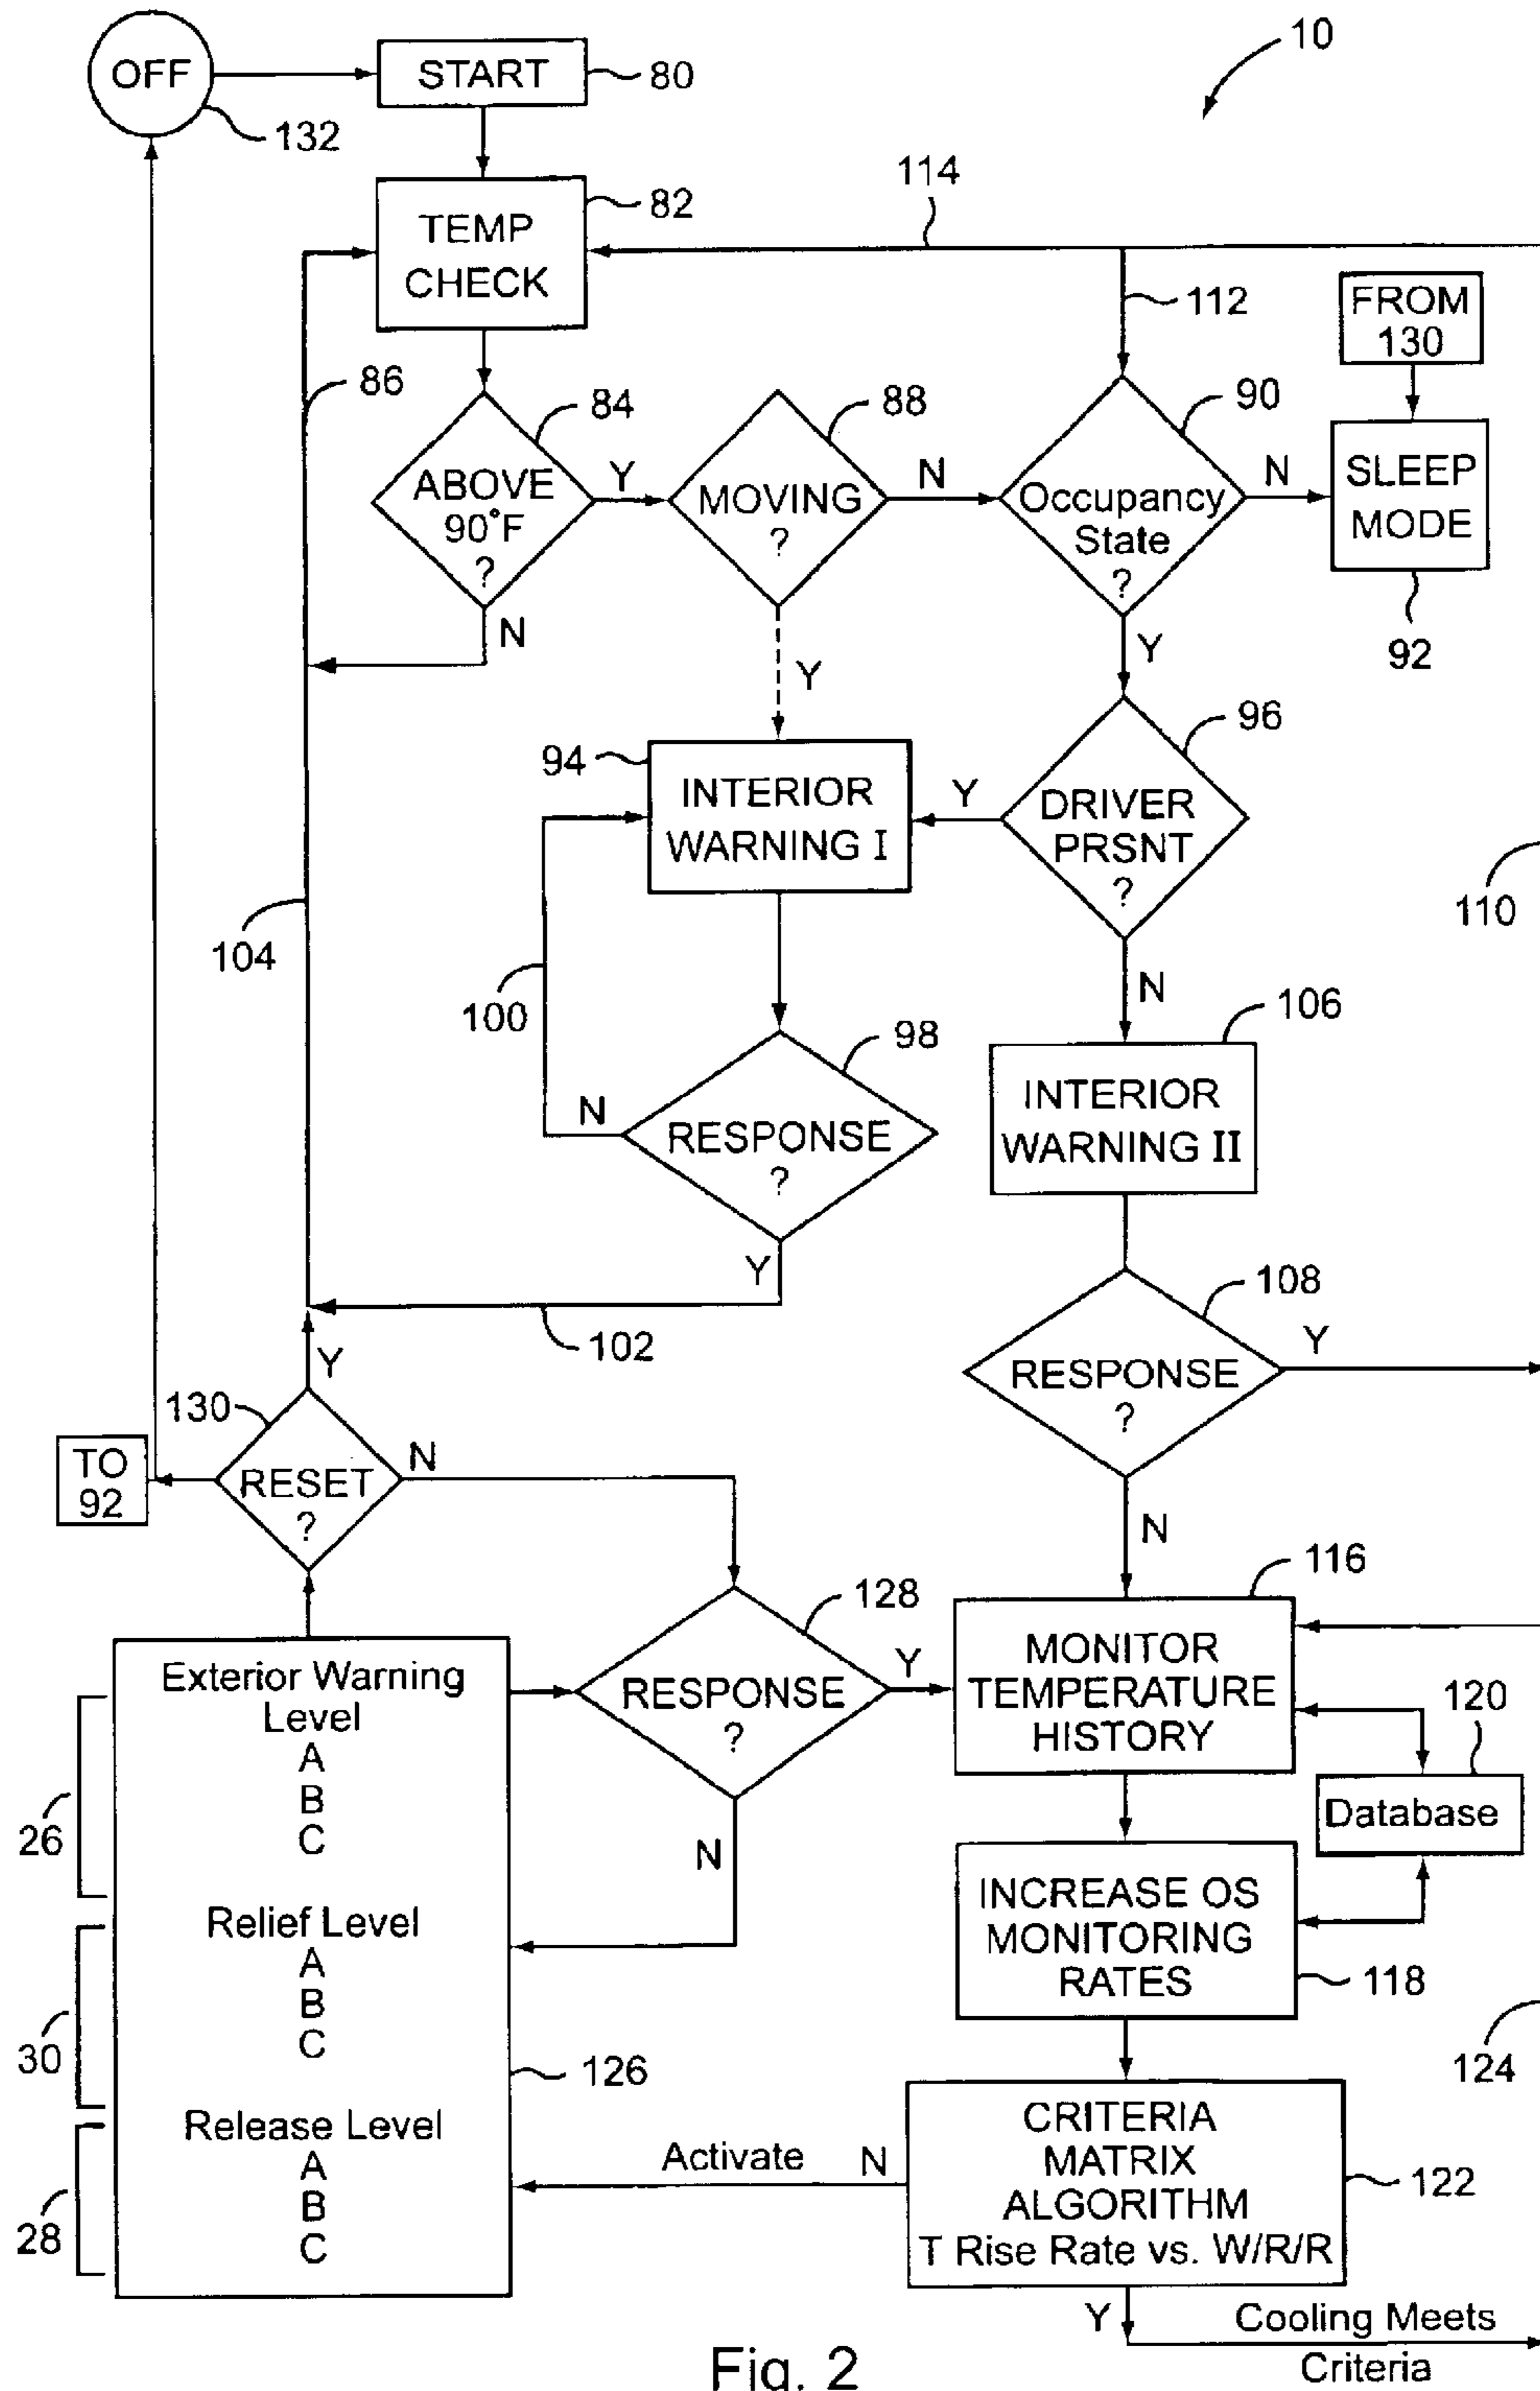 OFF
START
80
10
132
114
82
TEMP
CHECK
112
FROM
130
86
84
88
90
ABOVE
90°F
?
Y
MOVING
?
N
Occupancy
State
?
N
SLEEP
MODE
N
Y
Y
92
94
INTERIOR
WARNING I
Y
96
DRIVER
PRSNT
?
110
104
100
N
106
98
INTERIOR
WARNING II
N
RESPONSE
?
Y
102
108
RESPONSE
?
Y
Y
130
TO
92
RESET
?
N
N
116
128
Exterior Warning
Level
A
B
C
26
RESPONSE
?
Y
N
MONITOR
TEMPERATURE
HISTORY
120
Database
Relief Level
A
B
C
30
INCREASE OS
MONITORING
RATES
118
126
124
Release Level
A
B
C
28
Activate
N
CRITERIA
MATRIX
ALGORITHM
T Rise Rate vs. W/R/R
122
Y
Cooling Meets
Criteria
Fig. 2